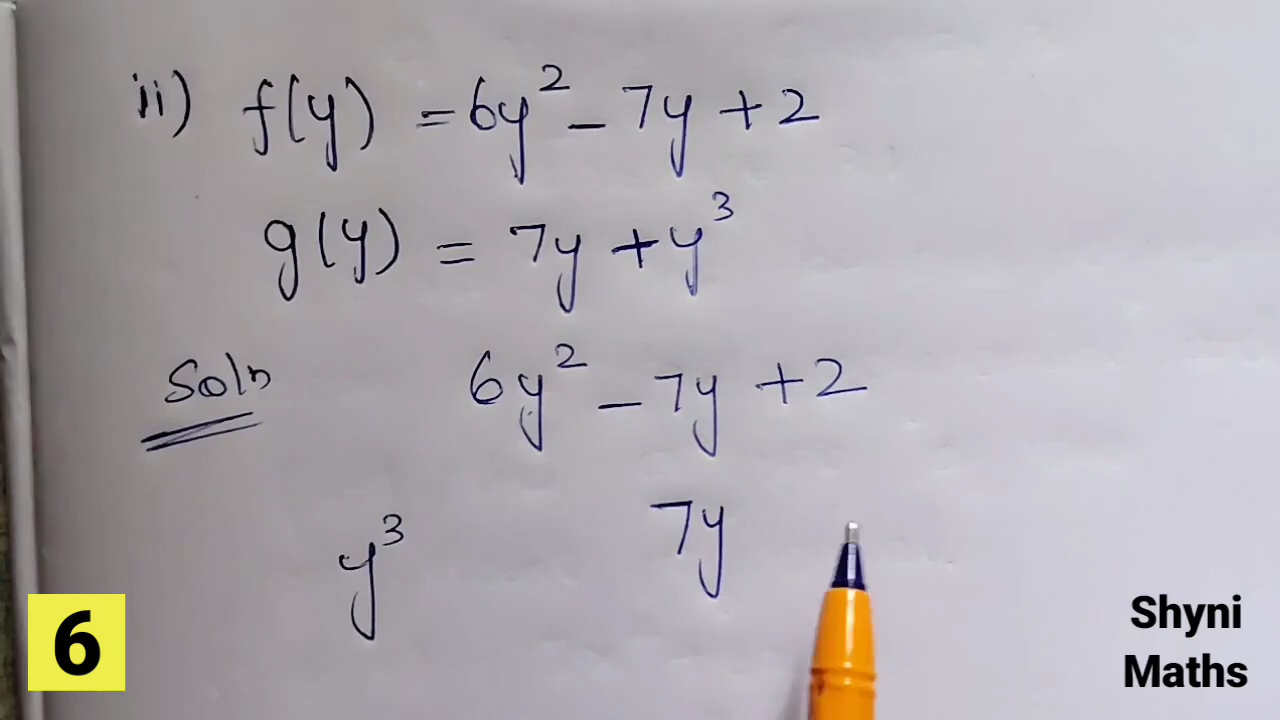 ii) f(y) = 6y² - 7y + 2
g(y) = 7y + y³
Soln 6y² - 7y + 2
y³ 7y
6
Shyni
Maths